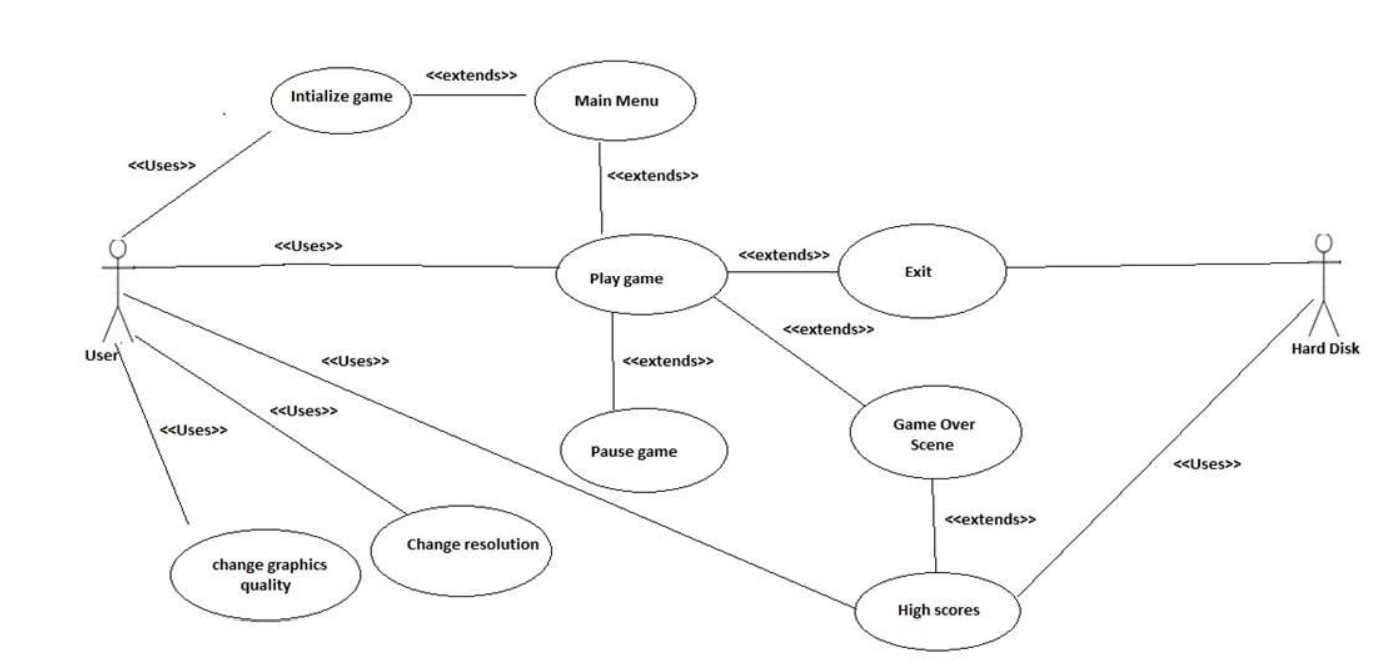 <<extends>>
Intialize game
Main Menu
<<Uses>>
<<extends>>
<<Uses>>
<<extends>>
Play game
Exit
<<extends>>
User
<<Uses>>
<<extends>>
Hard Disk
<<Uses>>
<<Uses>>
Game Over
Scene
Pause game
<<Uses>>
<<extends>>
Change resolution
change graphics
quality
High scores